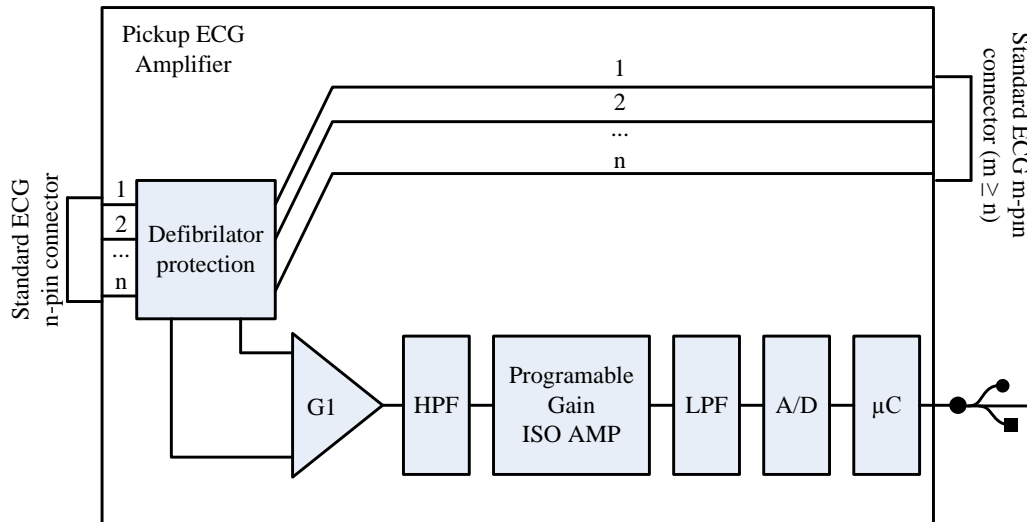 Pickup ECG
Amplifier
1
2
...
n
Standard ECG m-pin
connector (m ≥ n)
Standard ECG
n-pin connector
1
2
...
n
Defibrilator
protection
G1
HPF
Programable
Gain
ISO AMP
LPF
A/D
µC